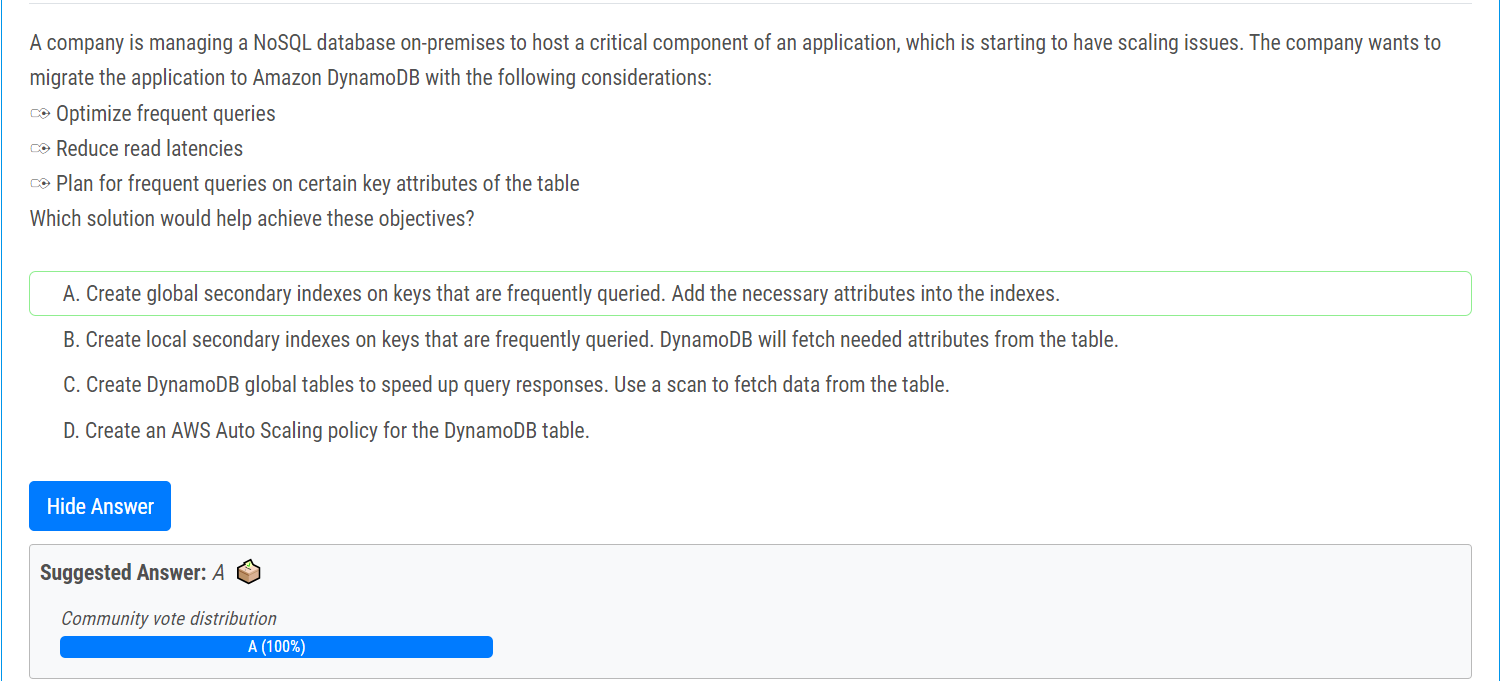 A company is managing a NoSQL database on-premises to host a critical component of an application, which is starting to have scaling issues. The company wants to
migrate the application to Amazon DynamoDB with the following considerations:
Optimize frequent queries
Reduce read latencies
Plan for frequent queries on certain key attributes of the table
Which solution would help achieve these objectives?
A. Create global secondary indexes on keys that are frequently queried. Add the necessary attributes into the indexes.
B. Create local secondary indexes on keys that are frequently queried. DynamoDB will fetch needed attributes from the table.
C. Create DynamoDB global tables to speed up query responses. Use a scan to fetch data from the table.
D. Create an AWS Auto Scaling policy for the DynamoDB table.
Hide Answer
Suggested Answer: A
Community vote distribution
A (100%)